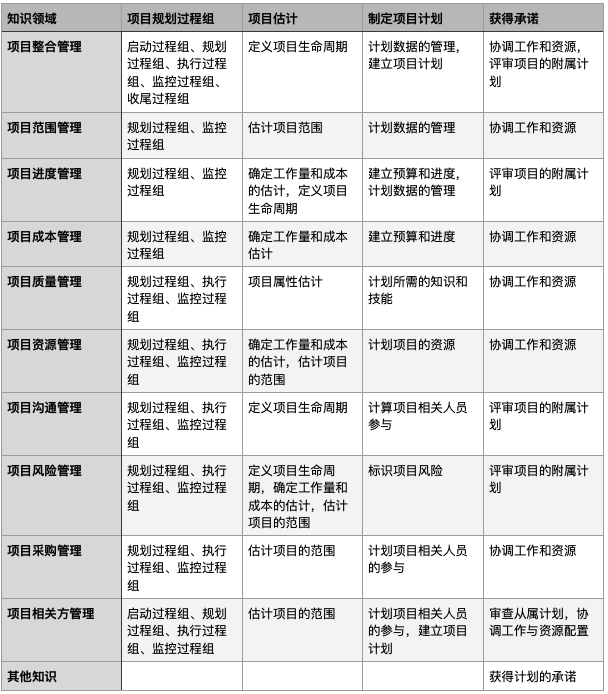 知识领域 项目规划过程组 项目估计 制定项目计划 获得承诺
项目整合管理 启动过程组、规划 定义项目生命周期 计划数据的管理， 协调工作和资源，
过程组、执行过程 建立项目计划 评审项目的附属计
组、监控过程组、 划
收尾过程组
项目范围管理 规划过程组、监控 估计项目范围 计划数据的管理 协调工作和资源
过程组
项目进度管理 规划过程组、监控 确定工作量和成本 建立预算和进度， 评审项目的附属计
过程组 的估计，定义项目 计划数据的管理 划
生命周期
项目成本管理 规划过程组、监控 确定工作量和成本 建立预算和进度 协调工作和资源
过程组 估计
项目质量管理 规划过程组、执行 项目属性估计 计划所需的知识和 协调工作和资源
过程组、监控过程 技能
组
项目资源管理 规划过程组、执行 确定工作量和成本 计划项目的资源 协调工作和资源
过程组、监控过程 的估计，估计项目
组 的范围
项目沟通管理 规划过程组、执行 定义项目生命周期 计算项目相关人员 评审项目的附属计
过程组、监控过程 参与 划
组
项目风险管理 规划过程组、执行 定义项目生命周 标识项目风险 评审项目的附属计
过程组、监控过程 期，确定工作量和 划
组 成本的估计，估计
项目的范围
项目采购管理 规划过程组、执行 估计项目的范围 计划项目相关人员 协调工作和资源
过程组、监控过程 的参与
组
项目相关方管理 启动过程组、规划 估计项目的范围 计划项目相关人员 审查从属计划，协
过程组、执行过程 的参与，建立项目 调工作与资源配置
组、监控过程组 计划
其他知识 获得计划的承诺